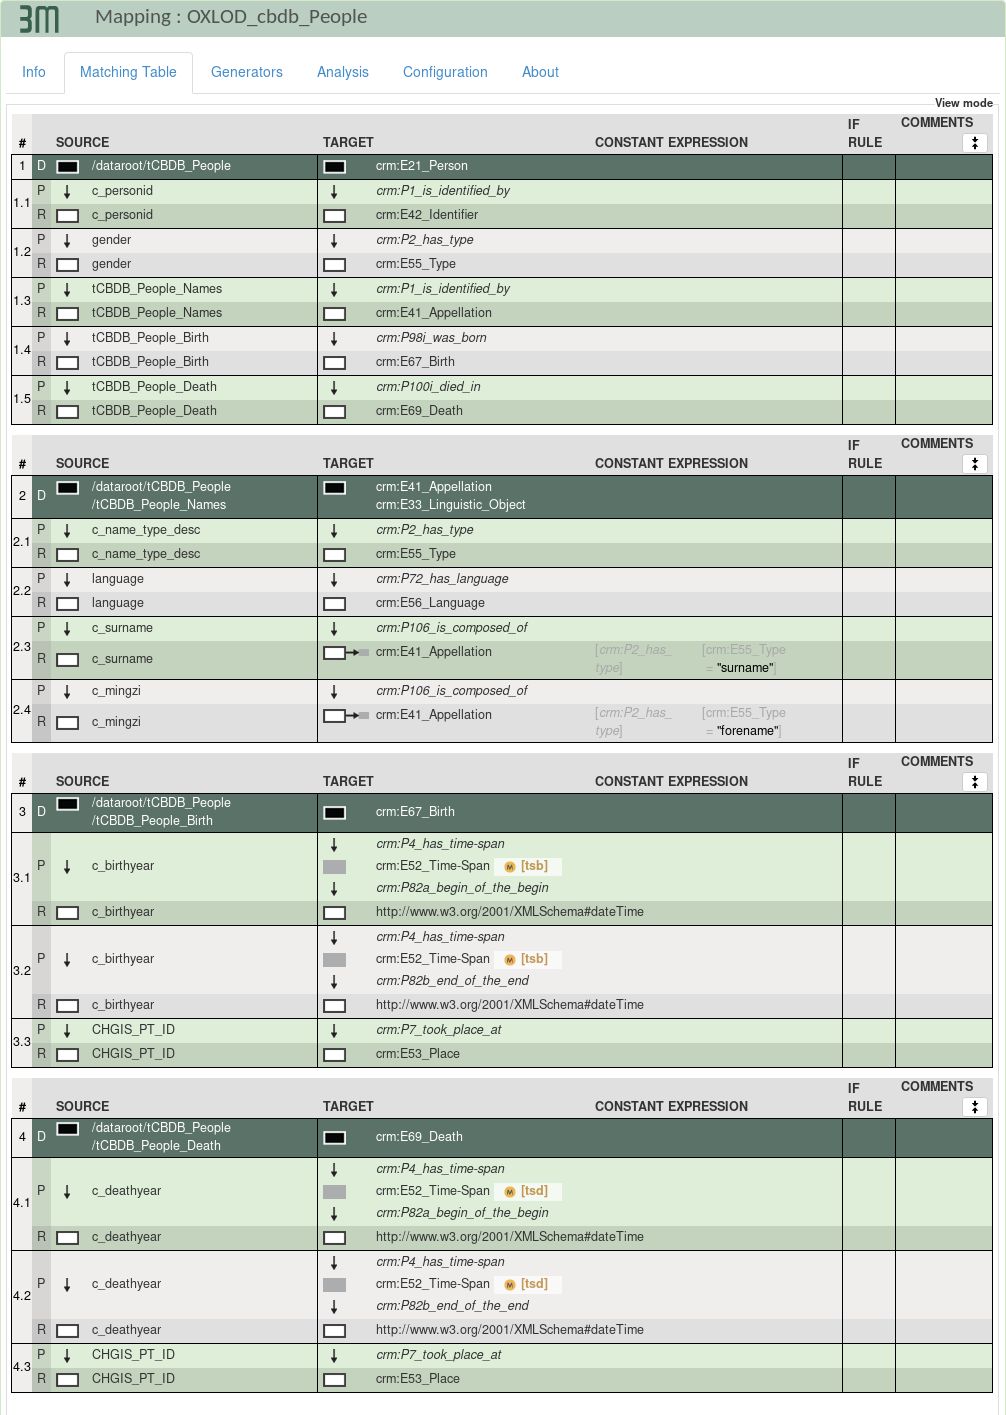 3M Mapping : OXLOD_cbdb_People
Info Matching Table Generators Analysis Configuration About
View mode
# SOURCE TARGET CONSTANT EXPRESSION IF RULE COMMENTS
1 D /dataroot/tCBDB_People crm:E21_Person
1.1
P c_personid crm:P1_is_identified_by
R c_personid crm:E42_Identifier
1.2
P gender crm:P2_has_type
R gender crm:E55_Type
1.3
P tCBDB_People_Names crm:P1_is_identified_by
R tCBDB_People_Names crm:E41_Appellation
1.4
P tCBDB_People_Birth crm:P98i_was_born
R tCBDB_People_Birth crm:E67_Birth
1.5
P tCBDB_People_Death crm:P100i_died_in
R tCBDB_People_Death crm:E69_Death
# SOURCE TARGET CONSTANT EXPRESSION IF RULE COMMENTS
2 D /dataroot/tCBDB_People crm:E41_Appellation
/tCBDB_People_Names crm:E33_Linguistic_Object
2.1
P c_name_type_desc crm:P2_has_type
R c_name_type_desc crm:E55_Type
2.2
P language crm:P72_has_language
R language crm:E56_Language
2.3
P c_surname crm:P106_is_composed_of
R c_surname crm:E41_Appellation [crm:P2_has_ [crm:E55_Type
type] = "surname"]
2.4
P c_mingzi crm:P106_is_composed_of
R c_mingzi crm:E41_Appellation [crm:P2_has_ [crm:E55_Type
type] = "forename"]
# SOURCE TARGET CONSTANT EXPRESSION IF RULE COMMENTS
3 D /dataroot/tCBDB_People crm:E67_Birth
/tCBDB_People_Birth
3.1
crm:P4_has_time-span
P c_birthyear crm:E52_Time-Span M [tsb]
crm:P82a_begin_of_the_begin
R c_birthyear http://www.w3.org/2001/XMLSchema#dateTime
3.2
crm:P4_has_time-span
P c_birthyear crm:E52_Time-Span M [tsb]
crm:P82b_end_of_the_end
R c_birthyear http://www.w3.org/2001/XMLSchema#dateTime
3.3
P CHGIS_PT_ID crm:P7_took_place_at
R CHGIS_PT_ID crm:E53_Place
# SOURCE TARGET CONSTANT EXPRESSION IF RULE COMMENTS
4 D /dataroot/tCBDB_People crm:E69_Death
/tCBDB_People_Death
4.1
crm:P4_has_time-span
P c_deathyear crm:E52_Time-Span M [tsd]
crm:P82a_begin_of_the_begin
R c_deathyear http://www.w3.org/2001/XMLSchema#dateTime
4.2
crm:P4_has_time-span
P c_deathyear crm:E52_Time-Span M [tsd]
crm:P82b_end_of_the_end
R c_deathyear http://www.w3.org/2001/XMLSchema#dateTime
4.3
P CHGIS_PT_ID crm:P7_took_place_at
R CHGIS_PT_ID crm:E53_Place